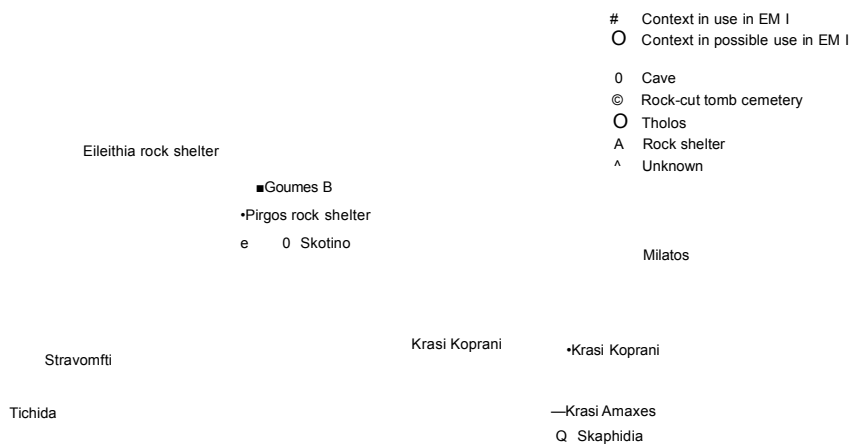 # Context in use in EM I
O Context in possible use in EM I
0 Cave
© Rock-cut tomb cemetery
O Tholos
A Rock shelter
^ Unknown
Eileithia rock shelter
■Goumes B
•Pirgos rock shelter
e 0 Skotino
Milatos
Krasi Koprani
•Krasi Koprani
Stravomfti
Tichida
—Krasi Amaxes
Q Skaphidia